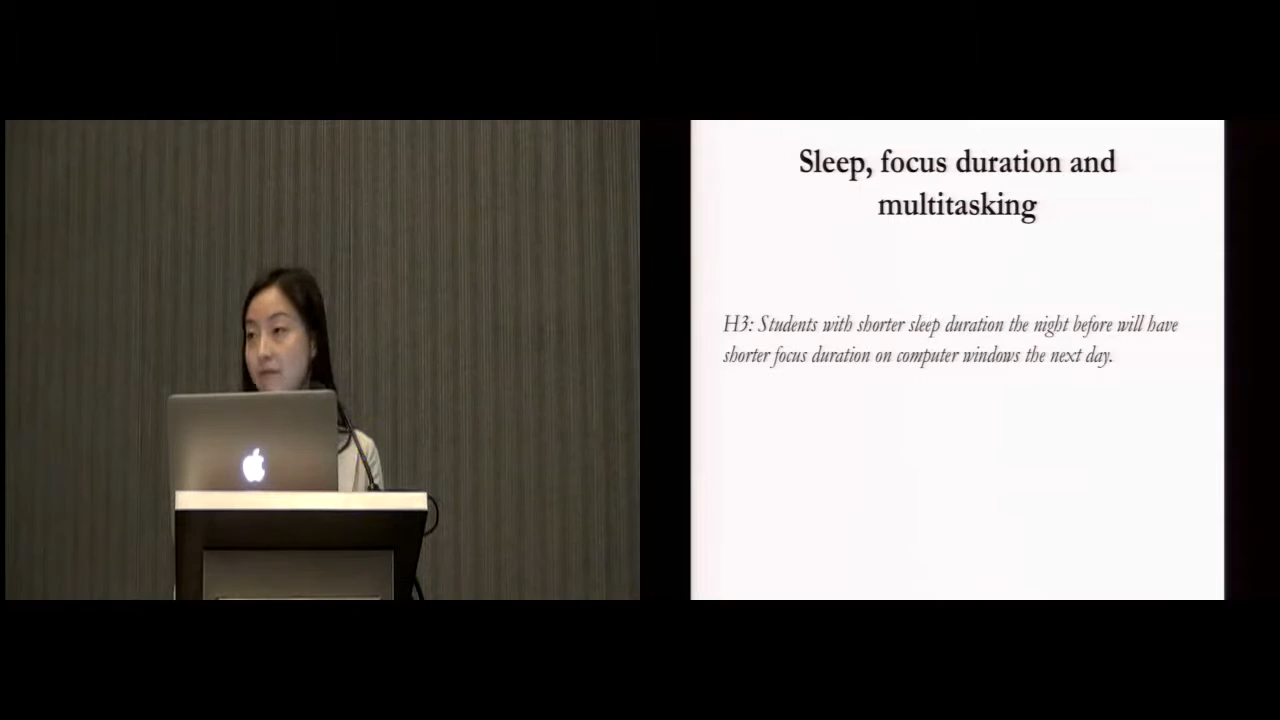 Sleep, focus duration and
multitasking
H3: Students with shorter sleep duration the night before will have
shorter focus duration on computer windows the next day.